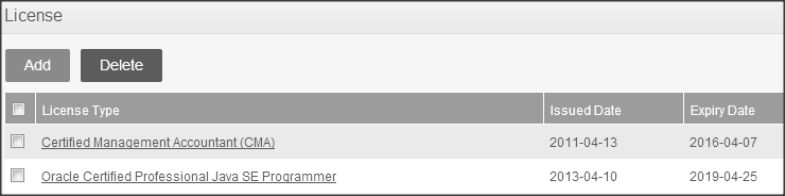 License
Add Delete
License Type Issued Date Expiry Date
Certified Management Accountant (CMA) 2011-04-13 2016-04-07
Oracle Certified Professional Java SE Programmer 2013-04-10 2019-04-25